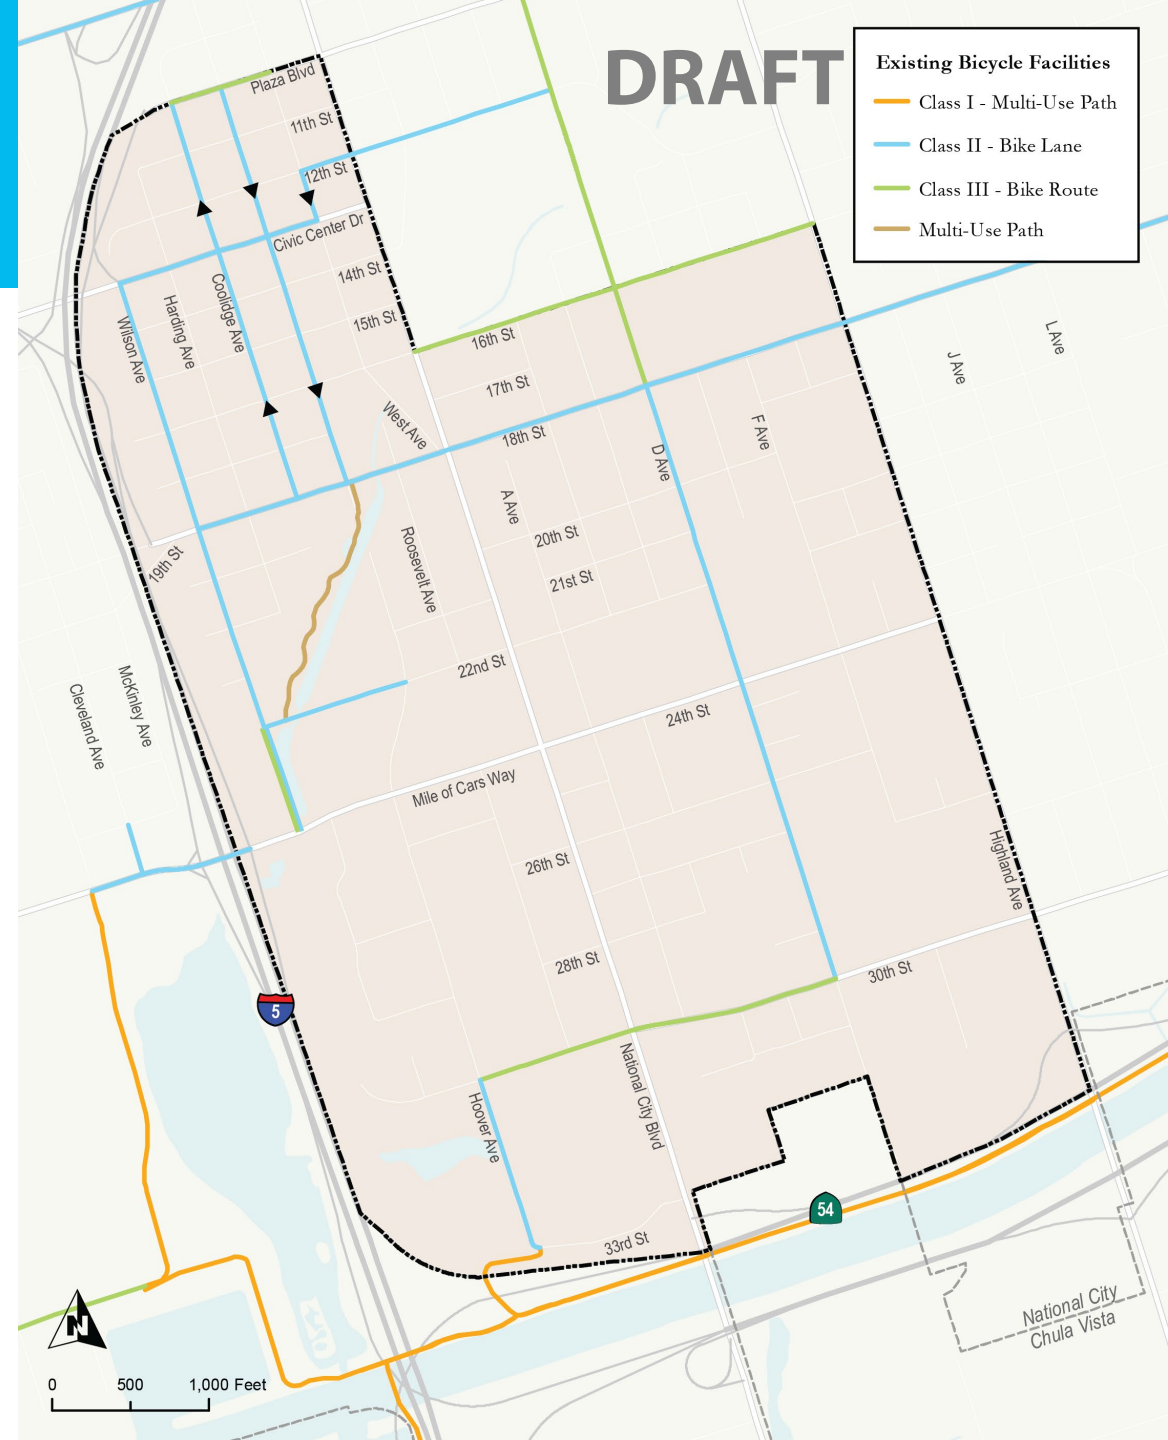 DRAFT
Existing Bicycle Facilities
Class I - Multi-Use Path
Class II - Bike Lane
Class III - Bike Route
Multi-Use Path
Plaza Blvd
11th St
12th St
Civic Center Dr
14th St
15th St
16th St
17th St
18th St
Wilson Ave
Harding Ave
Coolidge Ave
West Ave
L Ave
J Ave
F Ave
D Ave
A Ave
Roosevelt Ave
19th St
20th St
21st St
22nd St
24th St
McKinley Ave
Cleveland Ave
Mile of Cars Way
26th St
28th St
30th St
Highland Ave
5
National City Blvd
Hoover Ave
54
33rd St
National City
Chula Vista
N
0 500 1,000 Feet